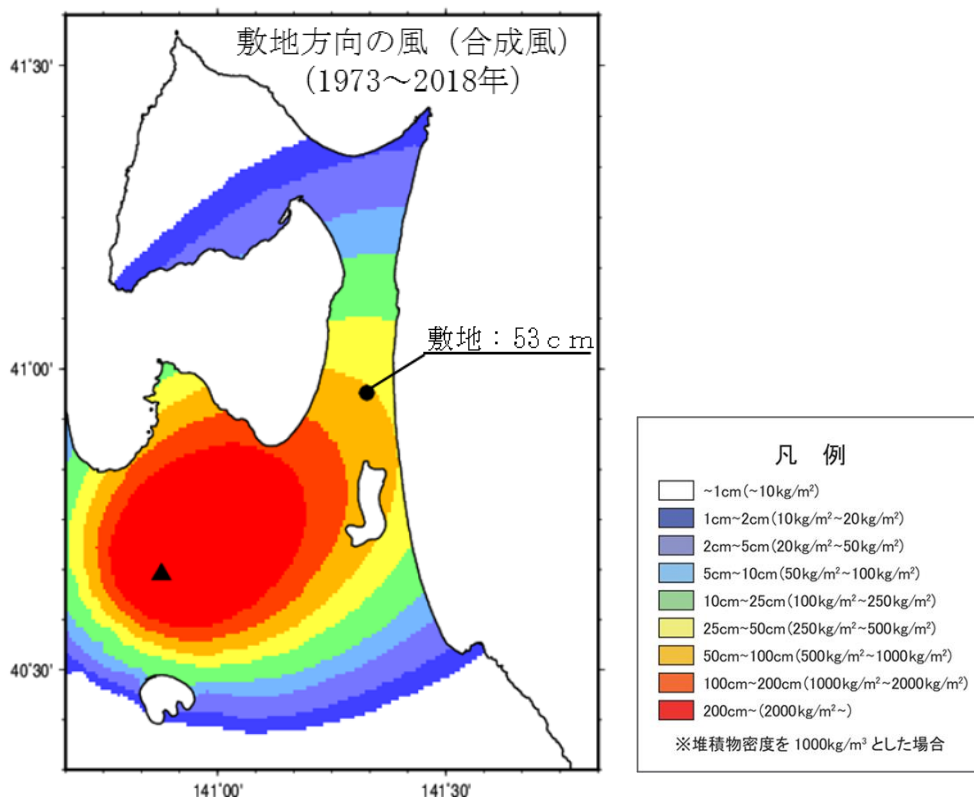 敷地方向の風（合成風）
（1973～2018年）
41˚30'
敷地：53ｃｍ
41˚00'
40˚30'
141˚00'
141˚30'
凡 例
~1cm(~10kg/m²)
1cm~2cm(10kg/m²~20kg/m²)
2cm~5cm(20kg/m²~50kg/m²)
5cm~10cm(50kg/m²~100kg/m²)
10cm~25cm(100kg/m²~250kg/m²)
25cm~50cm(250kg/m²~500kg/m²)
50cm~100cm(500kg/m²~1000kg/m²)
100cm~200cm(1000kg/m²~2000kg/m²)
200cm~(2000kg/m²~)
※堆積物密度を 1000kg/m³ とした場合